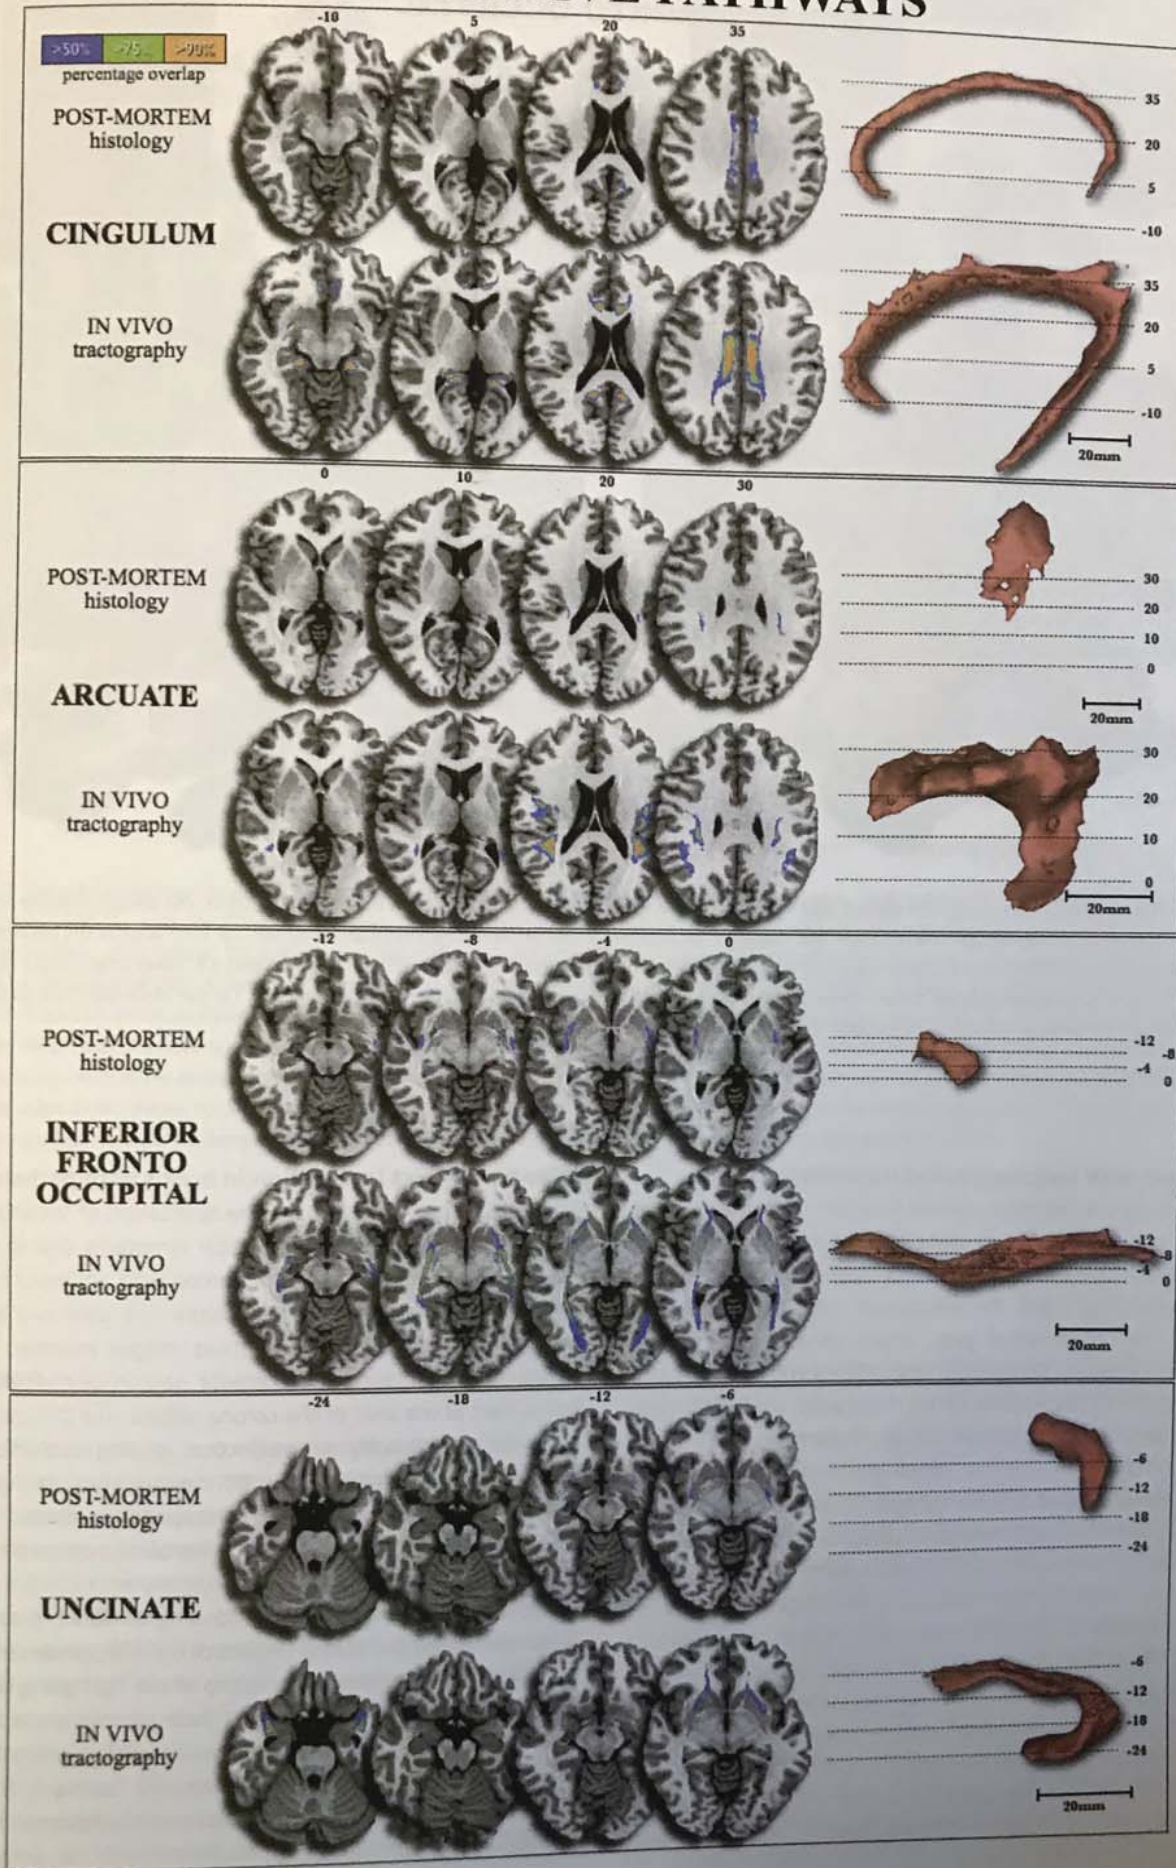 PATHWAYS
>50% >75% >90%
percentage overlap
-10 5 20 35
POST-MORTEM
histology
35
20
5
-10
CINGULUM
IN VIVO
tractography
35
20
5
-10
20mm
0 10 20 30
POST-MORTEM
histology
30
20
10
0
20mm
ARCUATE
IN VIVO
tractography
30
20
10
0
20mm
-12 -8 -4 0
POST-MORTEM
histology
-12
-8
-4
0
INFERIOR
FRONTO
OCCIPITAL
IN VIVO
tractography
-12
-8
-4
0
20mm
-24 -18 -12 -6
POST-MORTEM
histology
-6
-12
-18
-24
UNCINATE
IN VIVO
tractography
-6
-12
-18
-24
20mm